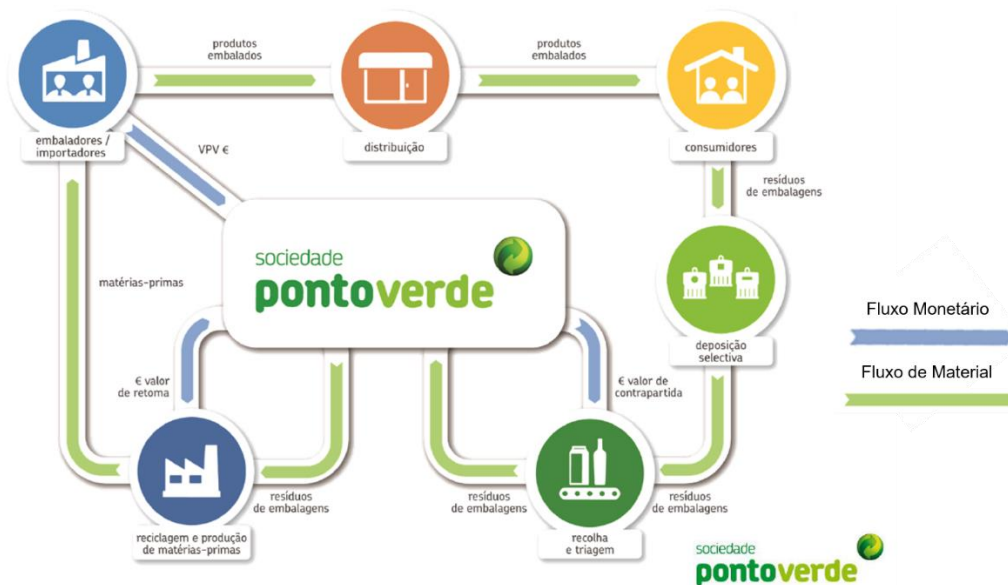 produtos
embalados
produtos
embalados
embaladores /
importadores
distribuição
consumidores
VPV €
resíduos
de embalagens
sociedade
pontoverde
matérias-primas
Fluxo Monetário
deposição
selectiva
Fluxo de Material
€ valor
de retoma
€ valor de
contrapartida
resíduos
de embalagens
resíduos
de embalagens
resíduos
de embalagens
reciclagem e produção
de matérias-primas
recolha
e triagem
sociedade
pontoverde